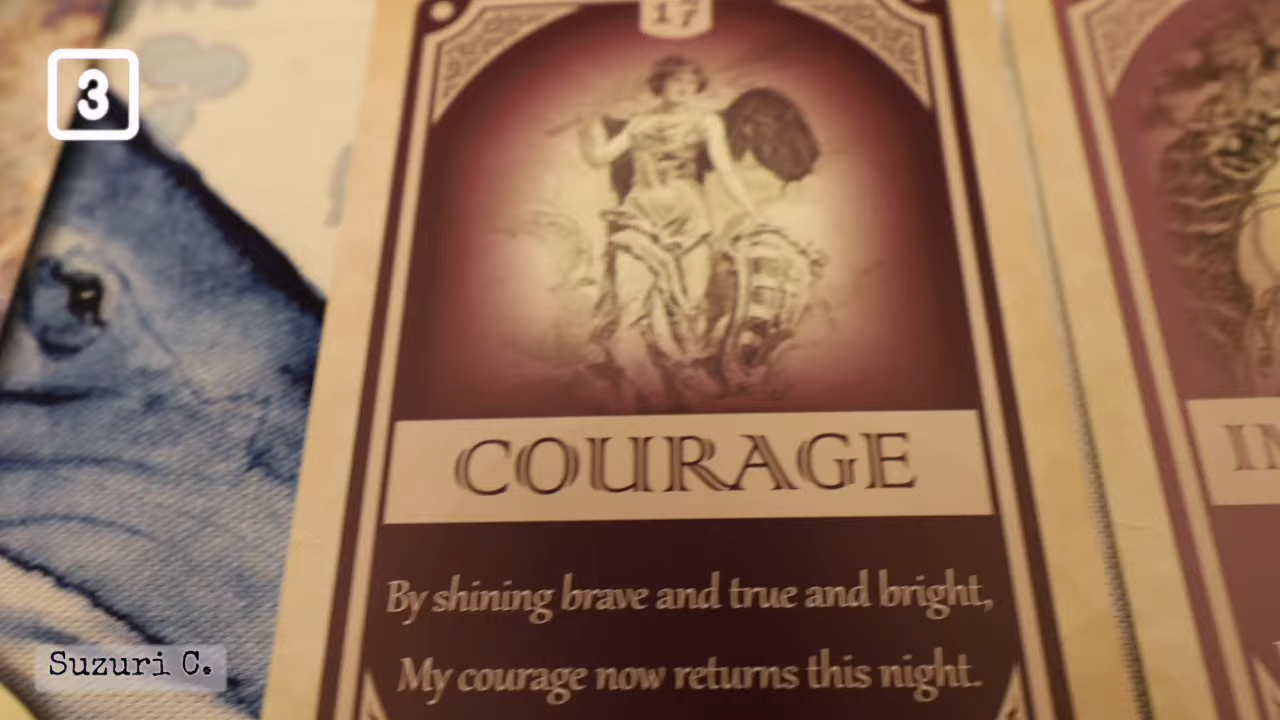 17
3
COURAGE
By shining brave and true and bright,
My courage now returns this night.
Suzuri C.